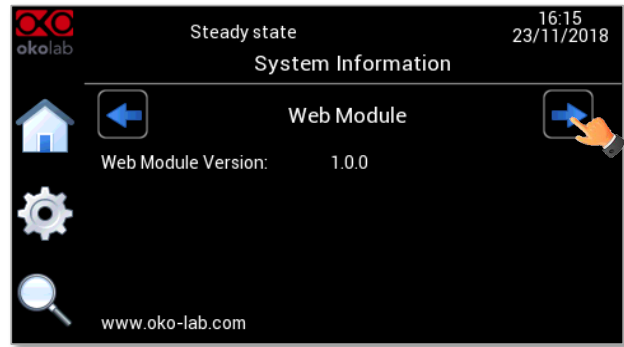 okolab
Steady state
16:15
23/11/2018
System Information
Web Module
Web Module Version: 1.0.0
www.oko-lab.com